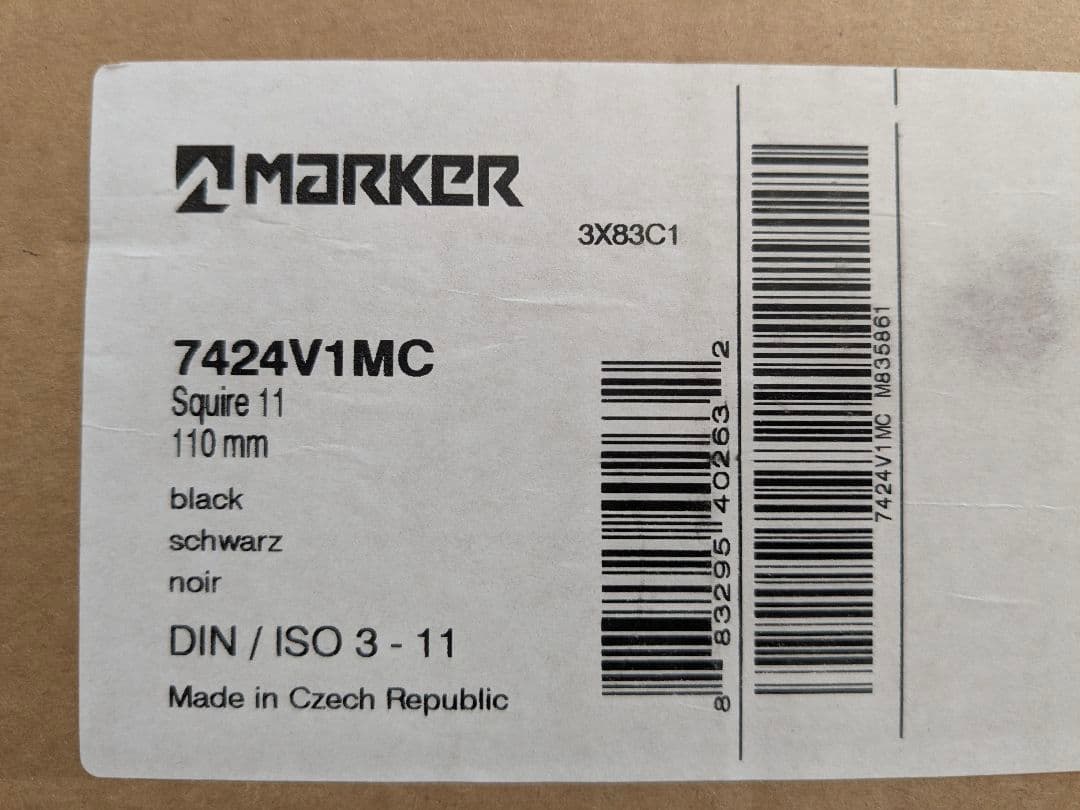 MARKER
3X83C1
7424V1MC
Squire 11
110 mm
black
schwarz
noir
DIN / ISO 3 - 11
Made in Czech Republic
8 83295 40263 2
7424V1MC M835861